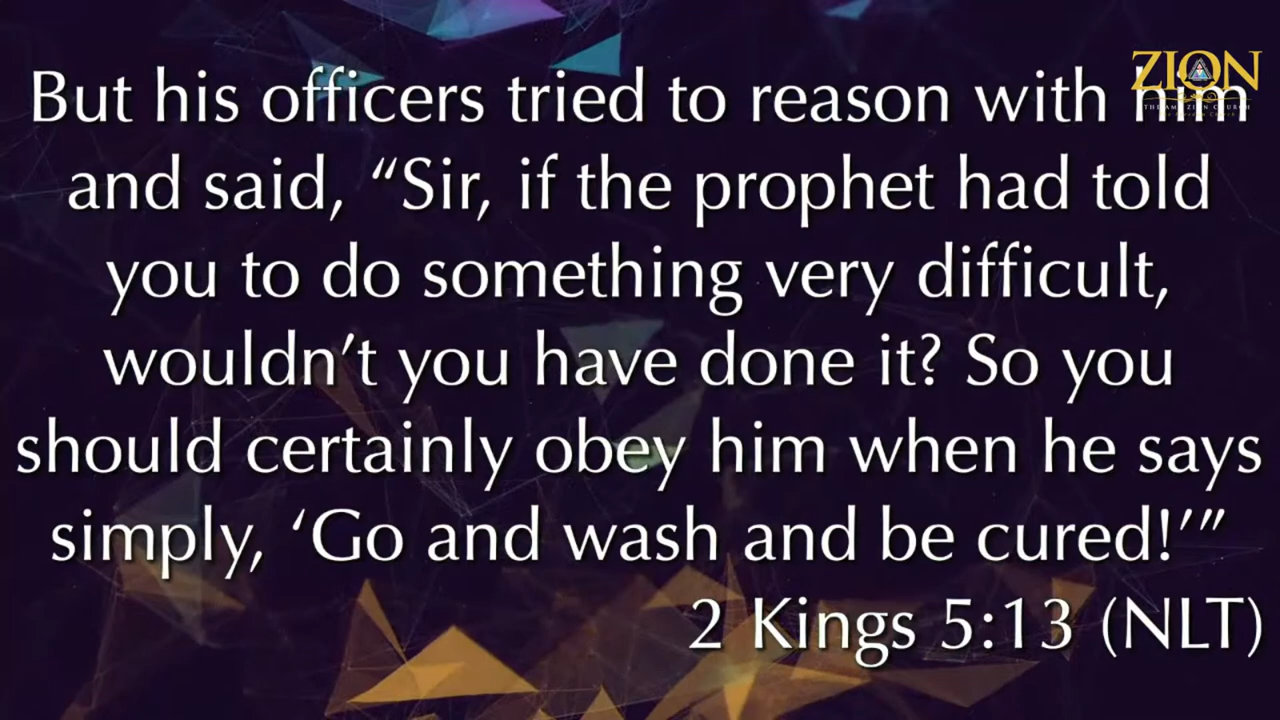 ZION
But his officers tried to reason with him
and said, “Sir, if the prophet had told
you to do something very difficult,
wouldn’t you have done it? So you
should certainly obey him when he says
simply, ‘Go and wash and be cured!’”
2 Kings 5:13 (NLT)